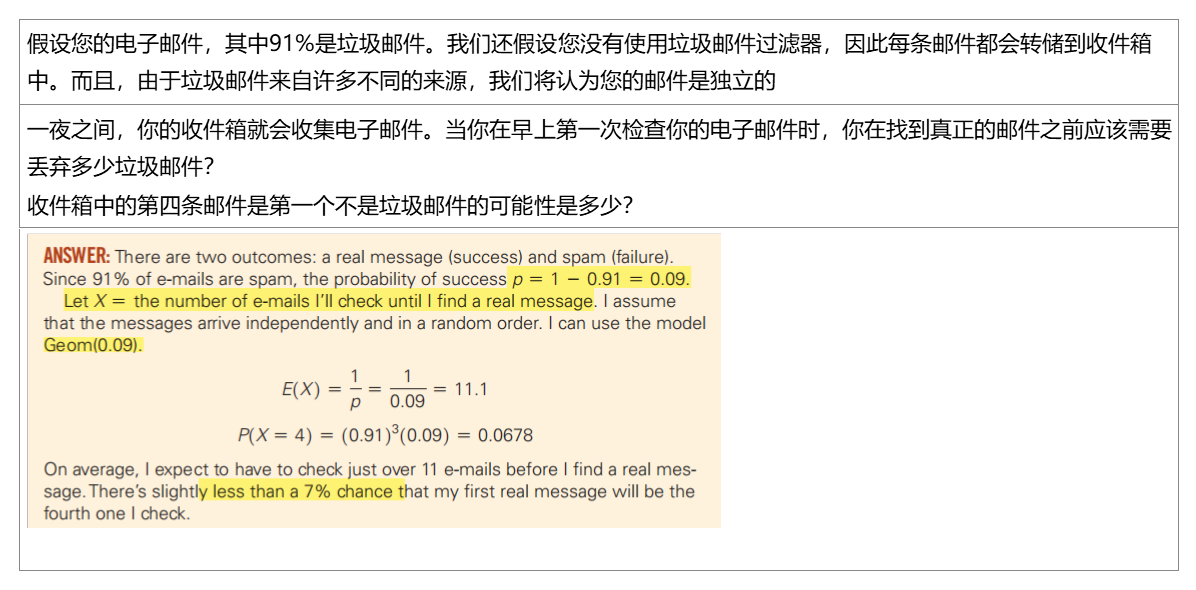 假设您的电子邮件，其中91%是垃圾邮件。我们还假设您没有使用垃圾邮件过滤器，因此每条邮件都会转储到收件箱
中。而且，由于垃圾邮件来自许多不同的来源，我们将认为您的邮件是独立的
一夜之间，你的收件箱就会收集电子邮件。当你在早上第一次检查你的电子邮件时，你在找到真正的邮件之前应该需要
丢弃多少垃圾邮件？
收件箱中的第四条邮件是第一个不是垃圾邮件的可能性是多少？
ANSWER: There are two outcomes: a real message (success) and spam (failure).
Since 91% of e-mails are spam, the probability of success p = 1 − 0.91 = 0.09.
Let X = the number of e-mails I'll check until I find a real message. I assume
that the messages arrive independently and in a random order. I can use the model
Geom(0.09).
E(X) = 1/p = 1/0.09 = 11.1
P(X = 4) = (0.91)³(0.09) = 0.0678
On average, I expect to have to check just over 11 e-mails before I find a real mes-
sage. There's slightly less than a 7% chance that my first real message will be the
fourth one I check.